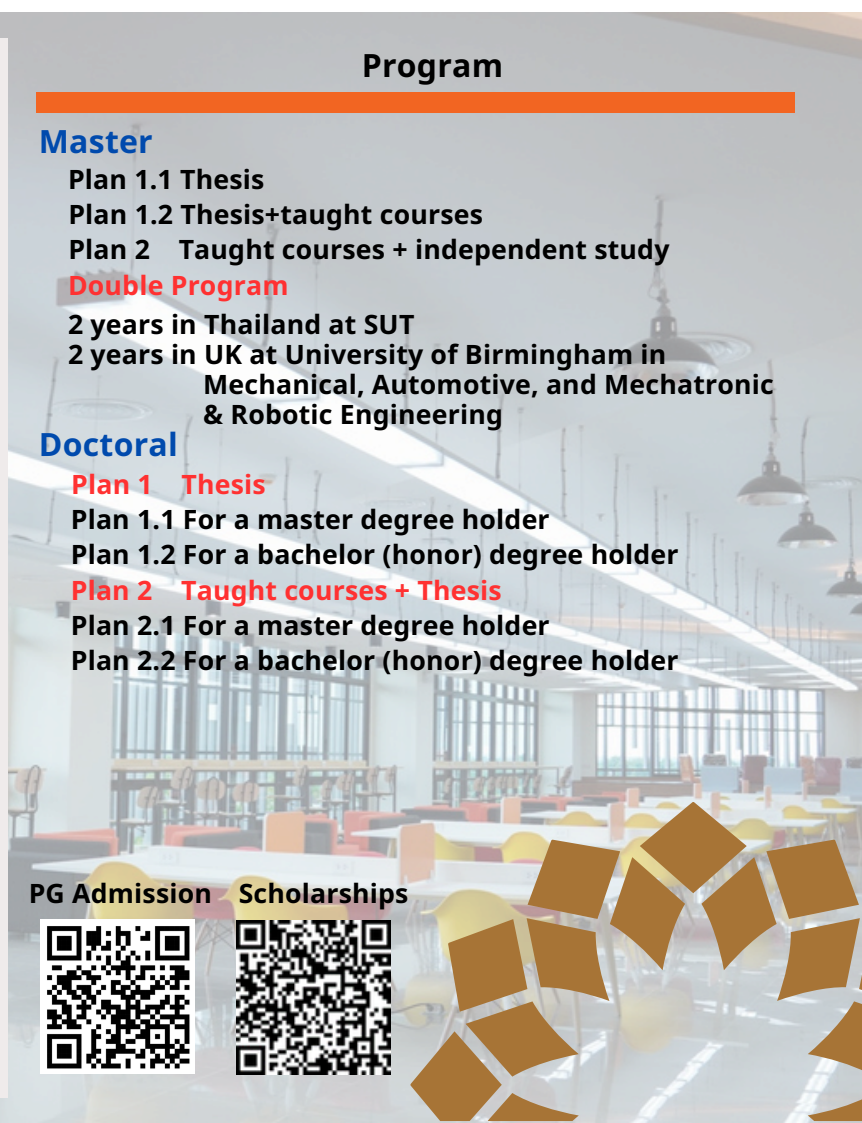 Program
Master
Plan 1.1 Thesis
Plan 1.2 Thesis+taught courses
Plan 2 Taught courses + independent study
Double Program
2 years in Thailand at SUT
2 years in UK at University of Birmingham in
Mechanical, Automotive, and Mechatronic
& Robotic Engineering
Doctoral
Plan 1 Thesis
Plan 1.1 For a master degree holder
Plan 1.2 For a bachelor (honor) degree holder
Plan 2 Taught courses + Thesis
Plan 2.1 For a master degree holder
Plan 2.2 For a bachelor (honor) degree holder
PG Admission Scholarships